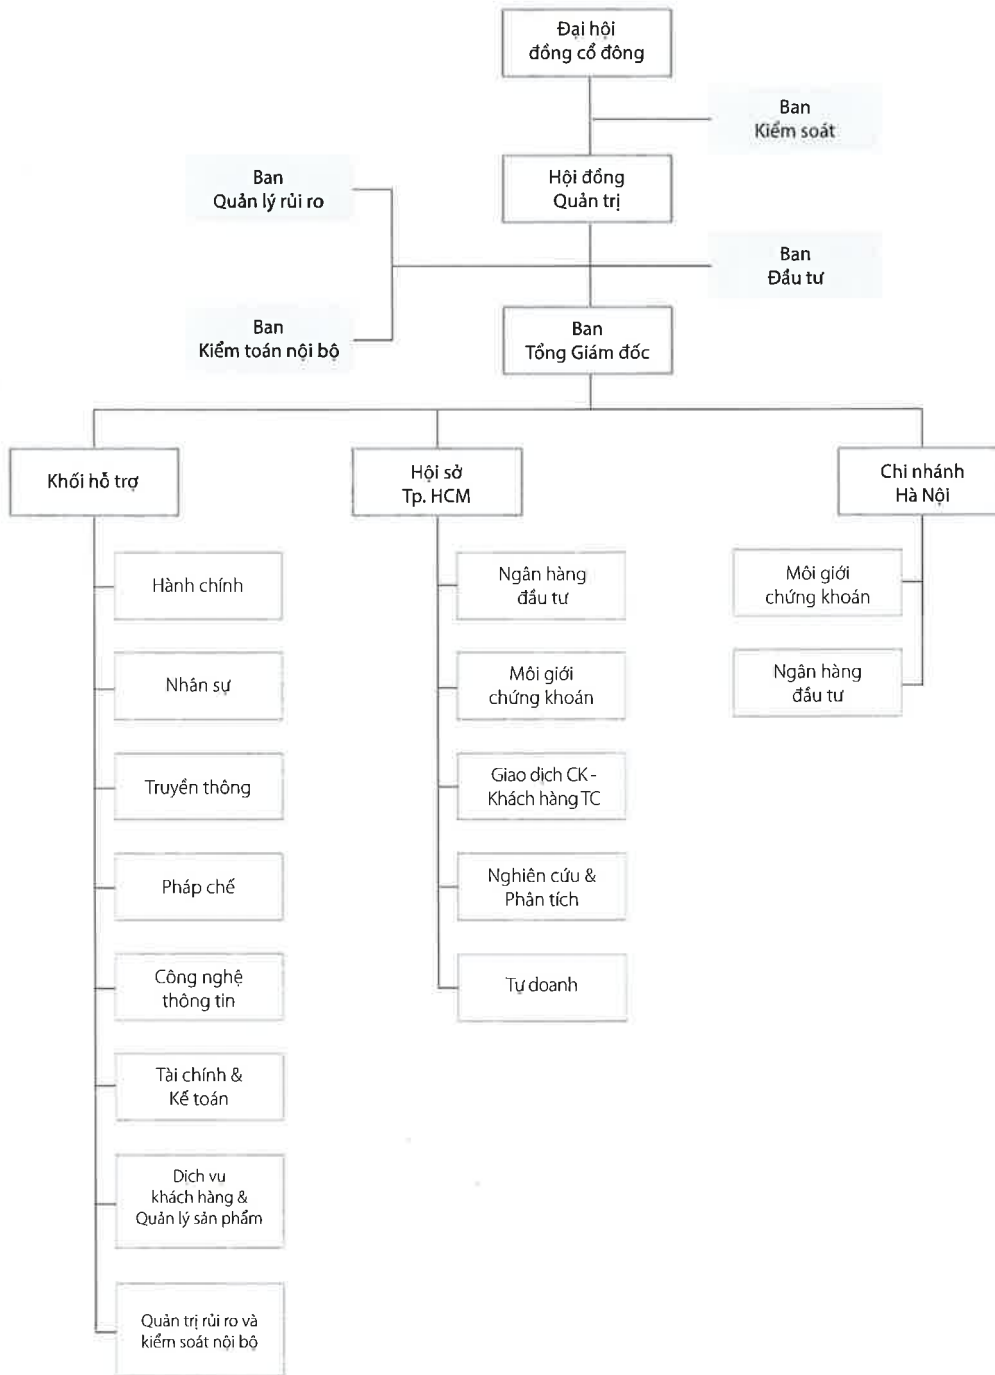 Đại hội
đồng cổ đông
Ban
Kiểm soát
Hội đồng
Quản trị
Ban
Quản lý rủi ro
Ban
Đầu tư
Ban
Kiểm toán nội bộ
Ban
Tổng Giám đốc
Khối hỗ trợ
Hành chính
Nhân sự
Truyền thông
Pháp chế
Công nghệ
thông tin
Tài chính &
Kế toán
Dịch vụ
khách hàng &
Quản lý sản phẩm
Quản trị rủi ro và
kiểm soát nội bộ
Hội sở
Tp. HCM
Ngân hàng
đầu tư
Môi giới
chứng khoán
Giao dịch CK -
Khách hàng TC
Nghiên cứu &
Phân tích
Tự doanh
Chi nhánh
Hà Nội
Môi giới
chứng khoán
Ngân hàng
đầu tư